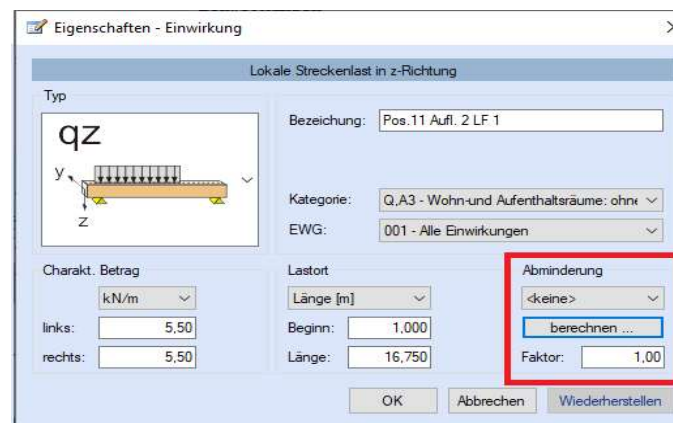 Eigenschaften - Einwirkung
Lokale Streckenlast in z-Richtung
Typ
qz
y
z
Bezeichung: Pos.11 Aufl. 2 LF 1
Kategorie: Q,A3 - Wohn-und Aufenthaltsräume: ohne
EWG: 001 - Alle Einwirkungen
Charakt. Betrag
kN/m
links: 5,50
rechts: 5,50
Lastort
Länge [m]
Beginn: 1,000
Länge: 16,750
Abminderung
<keine>
berechnen ...
Faktor: 1,00
OK Abbrechen Wiederherstellen